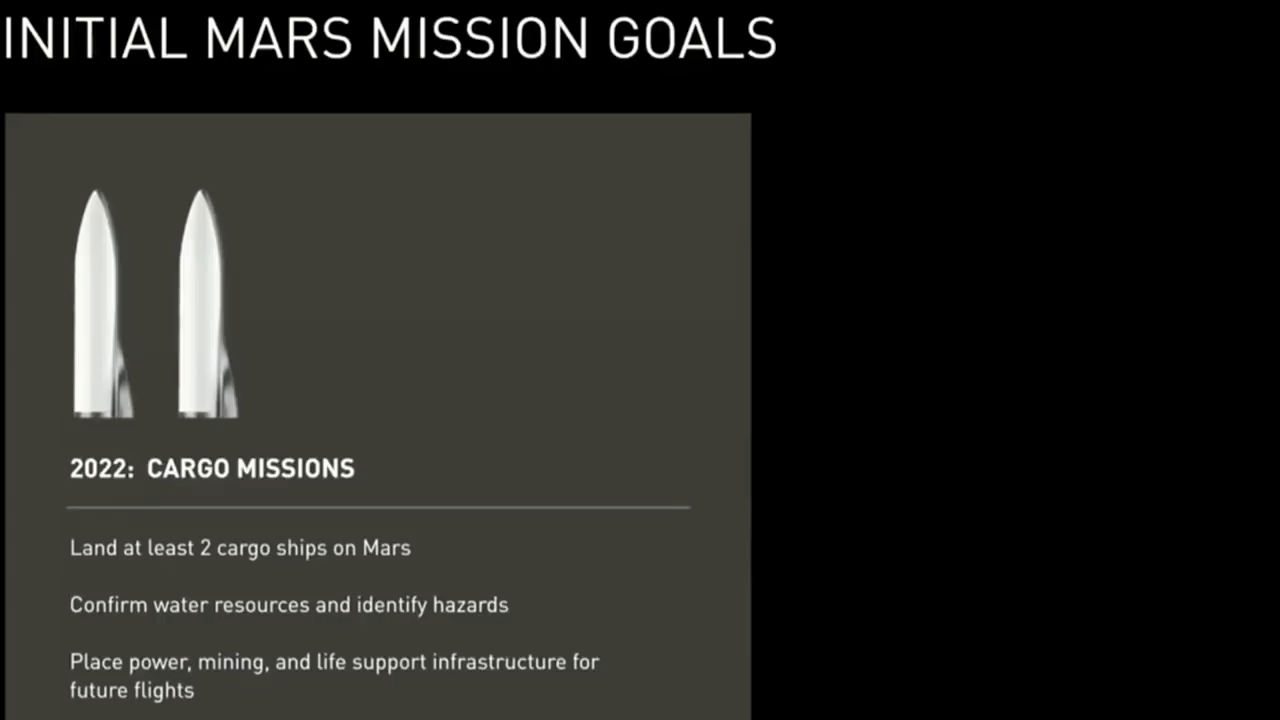 INITIAL MARS MISSION GOALS
2022: CARGO MISSIONS
Land at least 2 cargo ships on Mars
Confirm water resources and identify hazards
Place power, mining, and life support infrastructure for
future flights